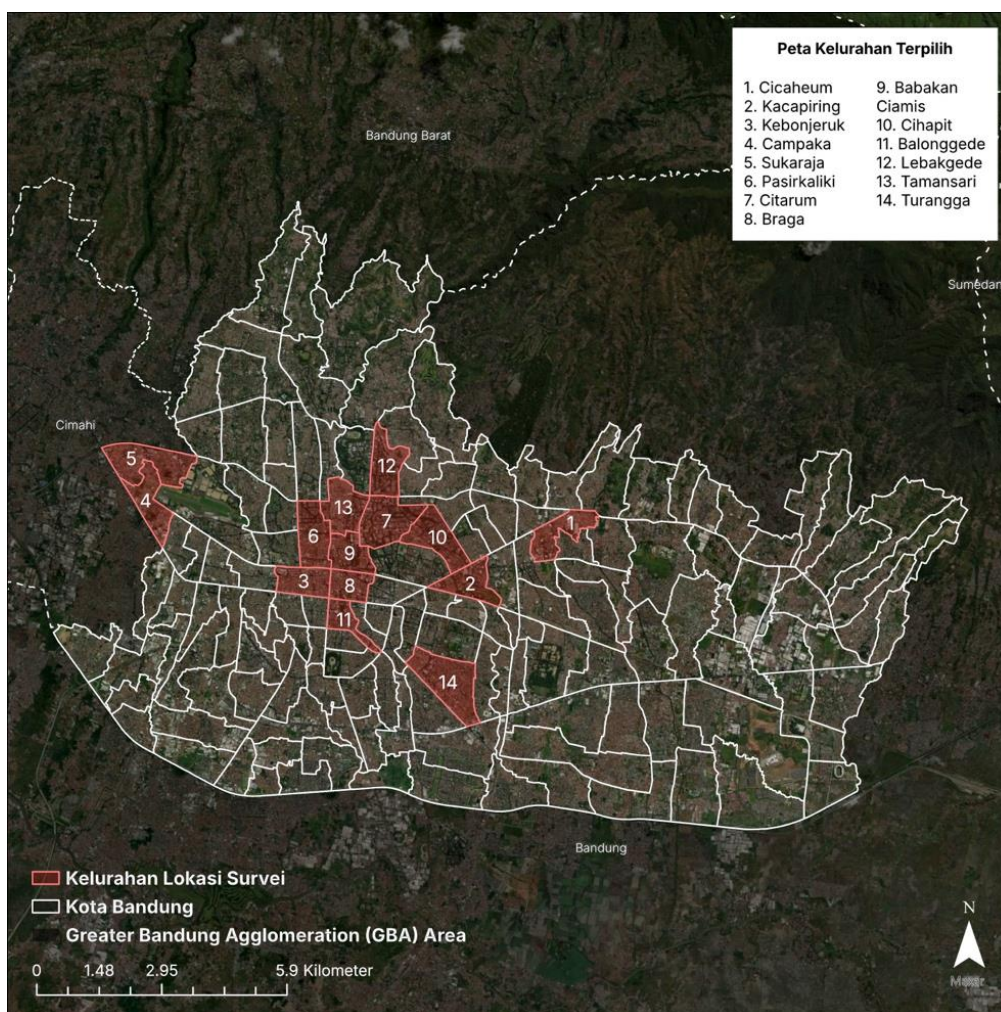 Peta Kelurahan Terpilih
1. Cicaheum
2. Kacapiring
3. Kebonjeruk
4. Campaka
5. Sukaraja
6. Pasirkaliki
7. Citarum
8. Braga
9. Babakan
Ciamis
10. Cihapit
11. Balonggede
12. Lebakgede
13. Tamansari
14. Turangga
Bandung Barat
Sumedan
Cimahi
5
12
4
13
1
7
6
10
9
2
3
8
11
14
Bandung
Kelurahan Lokasi Survei
Kota Bandung
Greater Bandung Agglomeration (GBA) Area
N
0 1.48 2.95 5.9 Kilometer